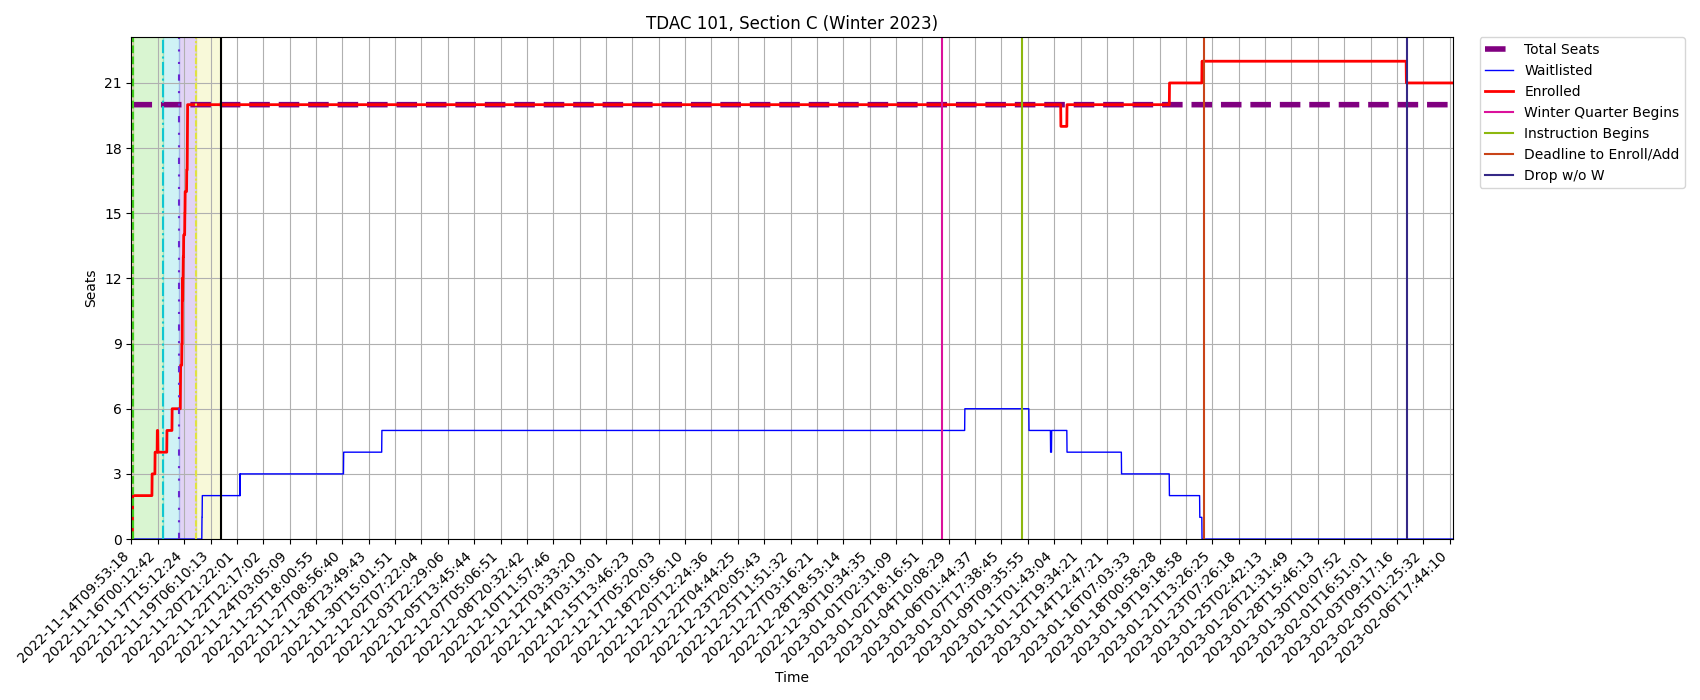 TDAC 101, Section C (Winter 2023)
Total Seats
Waitlisted
Enrolled
Winter Quarter Begins
Instruction Begins
Deadline to Enroll/Add
Drop w/o W
Seats
21
18
15
12
9
6
3
0
2022-11-14T09:53:18
2022-11-16T00:12:42
2022-11-17T15:12:24
2022-11-19T06:10:13
2022-11-20T21:22:01
2022-11-22T12:17:02
2022-11-24T03:05:09
2022-11-25T18:00:55
2022-11-27T08:56:40
2022-11-28T23:49:43
2022-11-30T15:01:51
2022-12-02T07:22:04
2022-12-03T22:29:06
2022-12-05T13:45:44
2022-12-07T05:06:51
2022-12-08T20:32:42
2022-12-10T11:57:46
2022-12-12T03:33:20
2022-12-14T03:13:01
2022-12-15T13:46:23
2022-12-17T05:20:03
2022-12-18T20:56:10
2022-12-20T12:24:36
2022-12-22T04:44:25
2022-12-23T20:05:43
2022-12-25T11:51:32
2022-12-27T03:16:21
2022-12-28T18:53:14
2022-12-30T10:34:35
2023-01-01T02:31:09
2023-01-02T18:16:51
2023-01-04T10:08:29
2023-01-06T01:44:37
2023-01-07T17:38:45
2023-01-09T09:35:55
2023-01-11T01:43:04
2023-01-12T19:34:21
2023-01-14T12:47:21
2023-01-16T07:03:33
2023-01-18T00:58:28
2023-01-19T19:18:58
2023-01-21T13:26:25
2023-01-23T07:26:18
2023-01-25T02:42:13
2023-01-26T21:31:49
2023-01-28T15:46:13
2023-01-30T10:07:52
2023-02-01T16:51:01
2023-02-03T09:17:16
2023-02-05T01:25:32
2023-02-06T17:44:10
Time